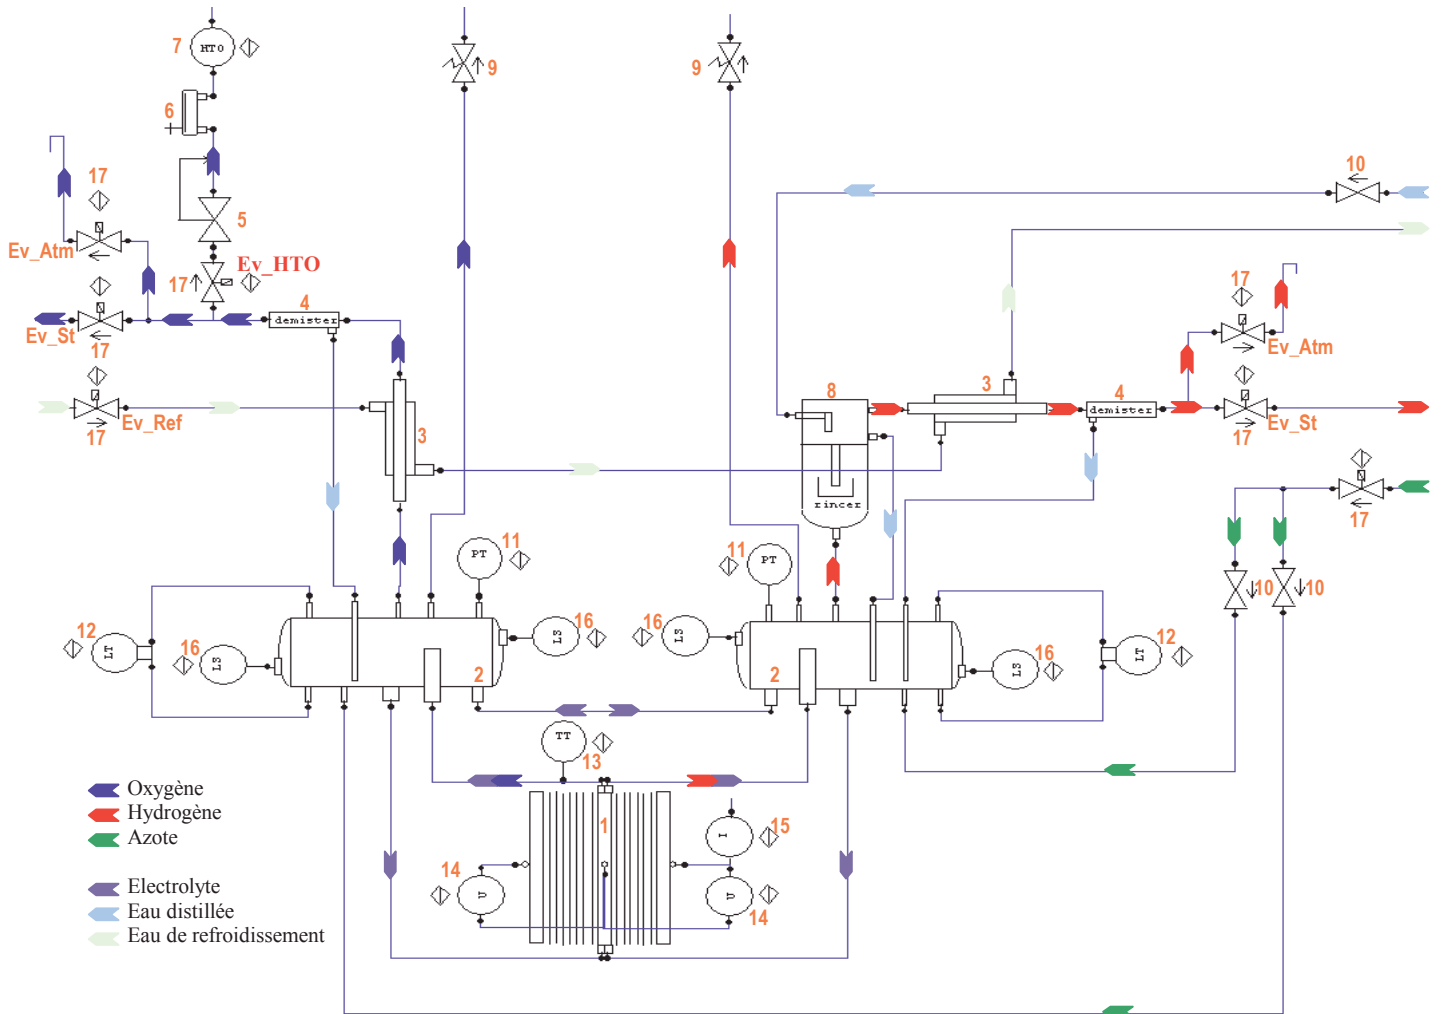 7
HTO
9
9
6
17
10
5
Ev_Atm
Ev_HTO
17
17
4
demister
Ev_St
17
Ev_Atm
17
3
8
4
demister
Ev_Ref
17
3
rincer
Ev_St
17
17
11
PT
11
PT
10
10
12
LT
16
LS
16
LS
2
16
LS
2
16
LS
12
LT
TT
13
Oxygène
Hydrogène
Azote
1
I
15
14
U
U
14
Electrolyte
Eau distillée
Eau de refroidissement